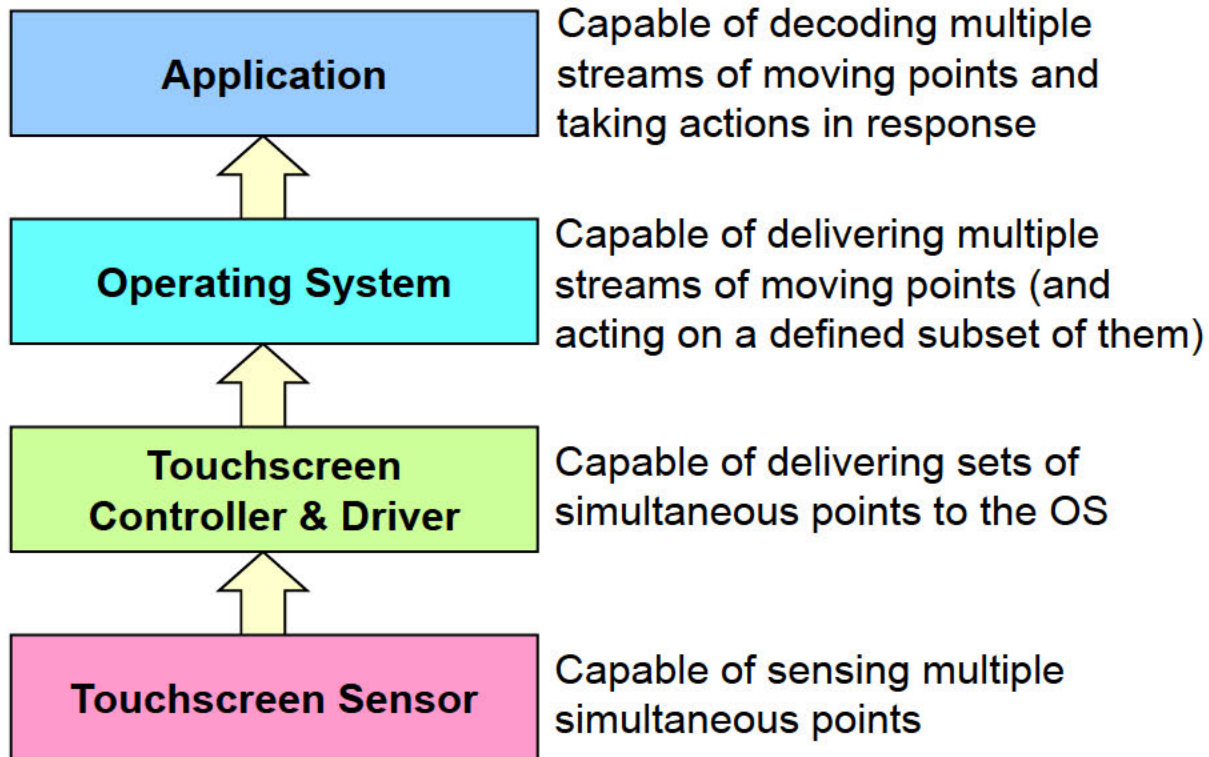 Application
Capable of decoding multiple
streams of moving points and
taking actions in response
Operating System
Capable of delivering multiple
streams of moving points (and
acting on a defined subset of them)
Touchscreen
Controller & Driver
Capable of delivering sets of
simultaneous points to the OS
Touchscreen Sensor
Capable of sensing multiple
simultaneous points